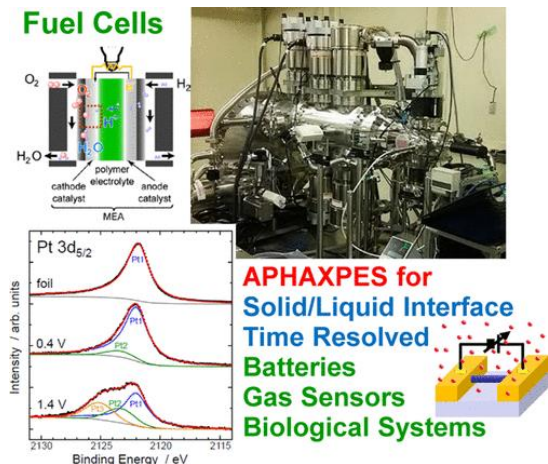 Fuel Cells
O₂
H₂
H⁺
H₂O
H₂O
polymer
electrolyte
cathode
catalyst
anode
catalyst
MEA
Pt 3d₅/₂
foil
Pt1
0.4 V
Pt2
Pt1
1.4 V
Pt3
Pt2
Pt1
Intensity / arb. units
2130
2125
2120
2115
Binding Energy / eV
APHAXPES for
Solid/Liquid Interface
Time Resolved
Batteries
Gas Sensors
Biological Systems